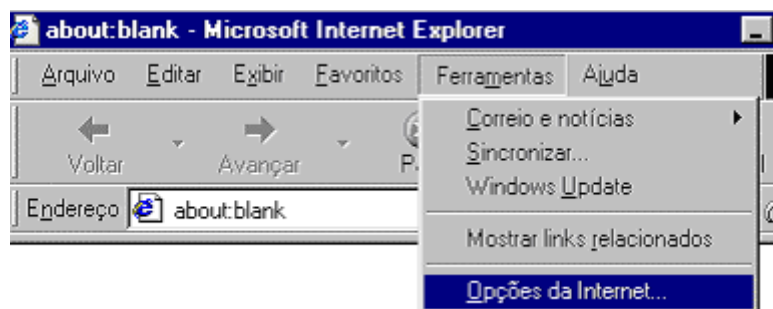 about:blank - Microsoft Internet Explorer
Arquivo Editar Exibir Favoritos Ferramentas Ajuda
Voltar Avançar
Endereço about:blank
Correio e notícias
Sincronizar...
Windows Update
Mostrar links relacionados
Opções da Internet...